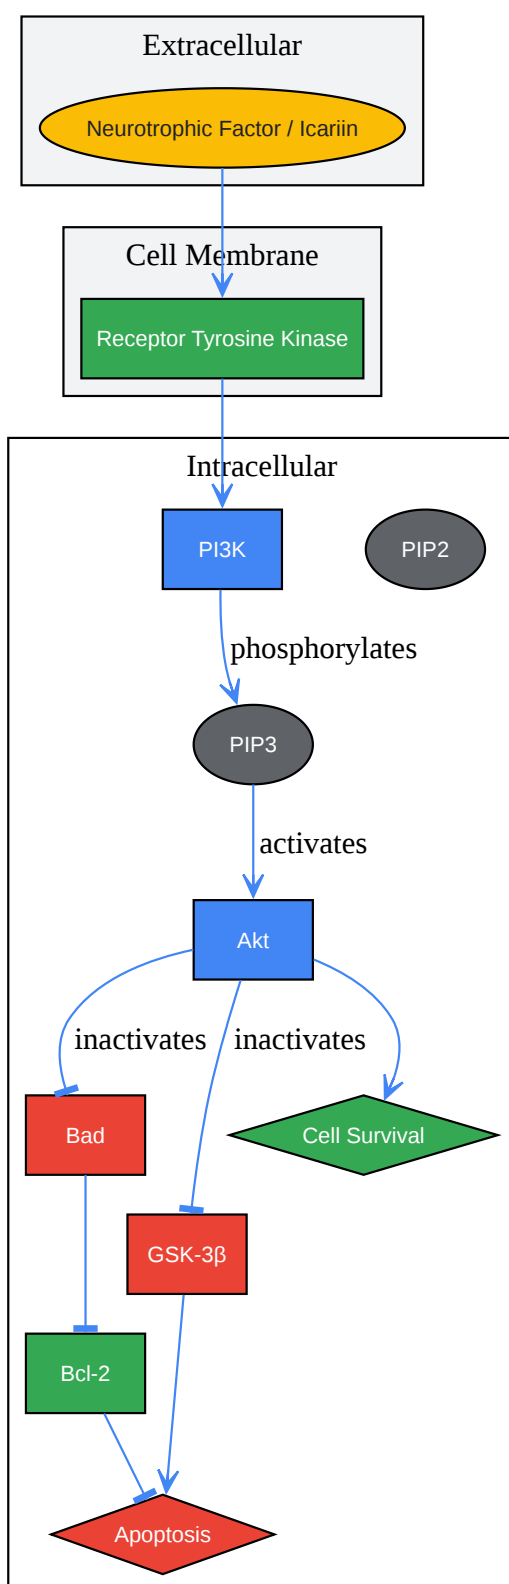 Extracellular
Neurotrophic Factor / Icariin
Cell Membrane
Receptor Tyrosine Kinase
Intracellular
PI3K
PIP2
phosphorylates
PIP3
activates
Akt
inactivates
inactivates
Bad
Cell Survival
GSK-3β
Bcl-2
Apoptosis